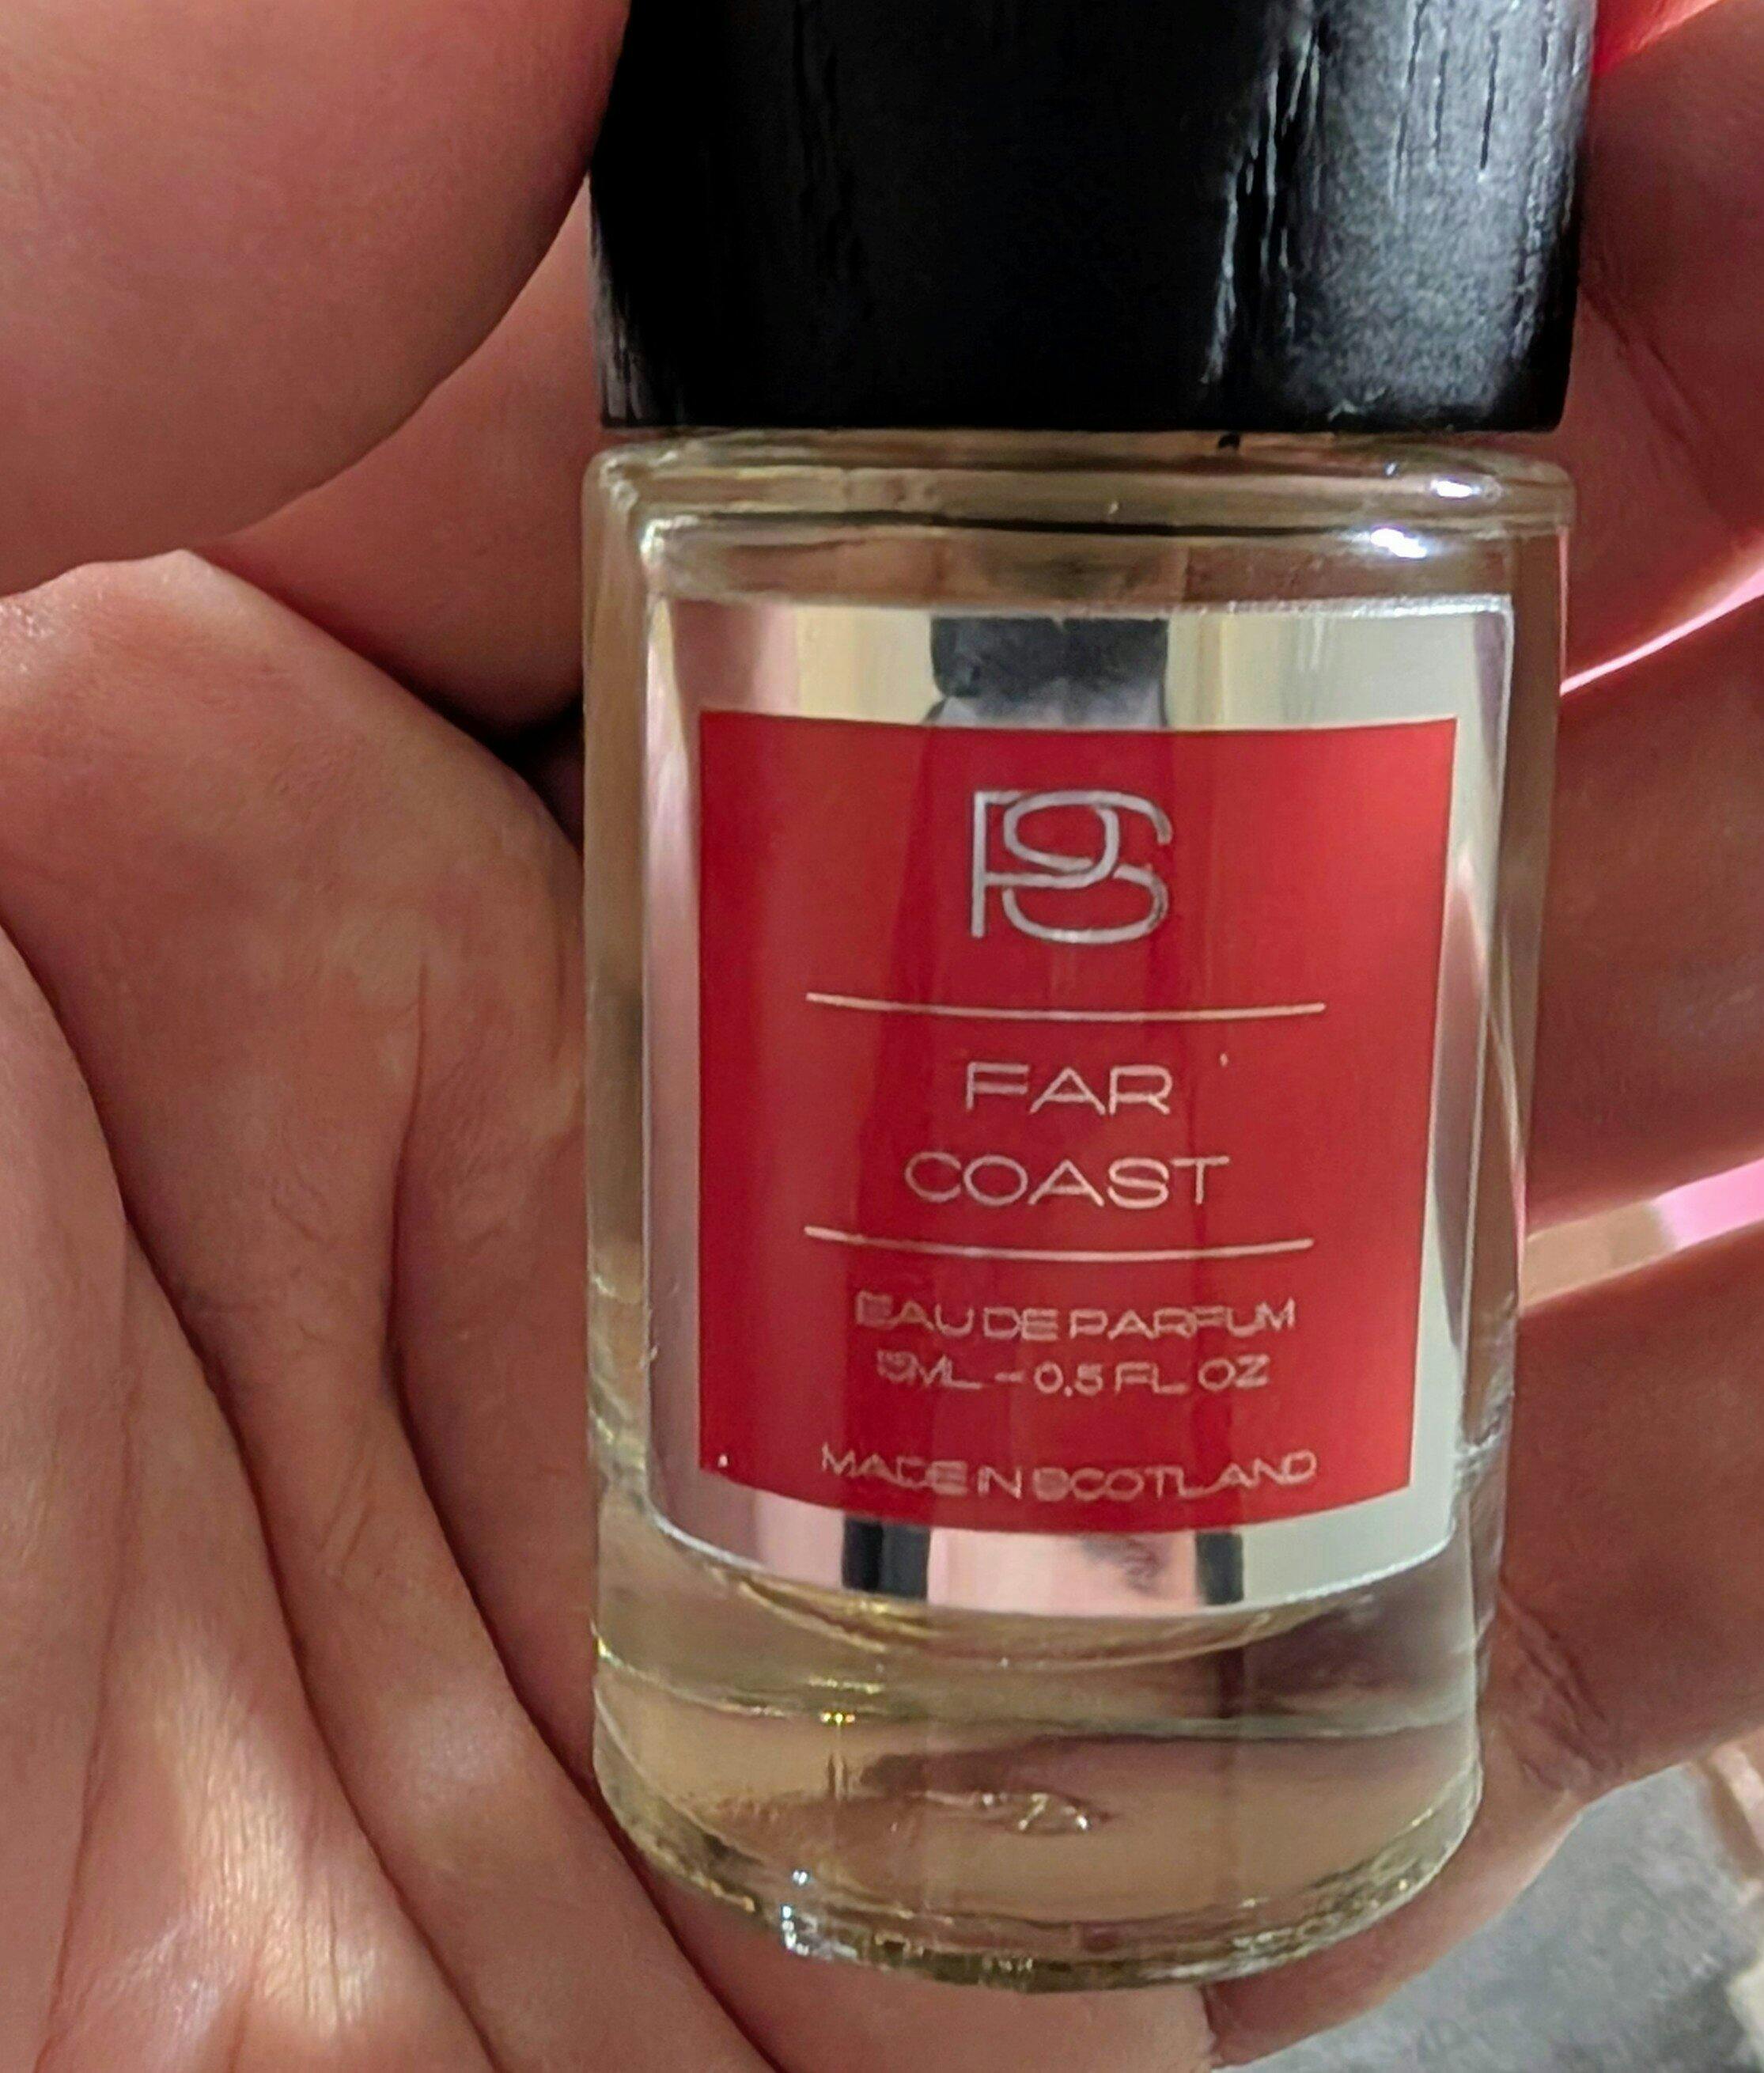 PS
FAR
COAST
EAU DE PARFUM
15ML - 0.5 FL OZ
MADE IN SCOTLAND